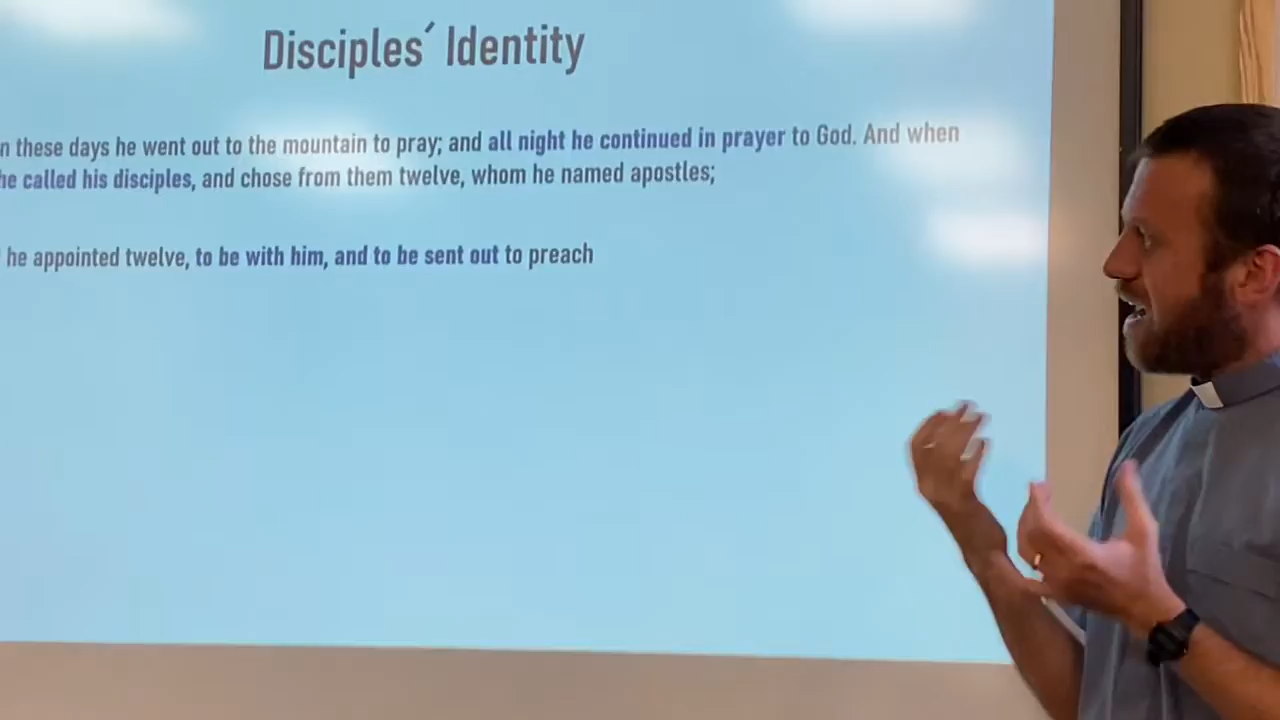 Disciples´ Identity
n these days he went out to the mountain to pray; and all night he continued in prayer to God. And when
he called his disciples, and chose from them twelve, whom he named apostles;
he appointed twelve, to be with him, and to be sent out to preach